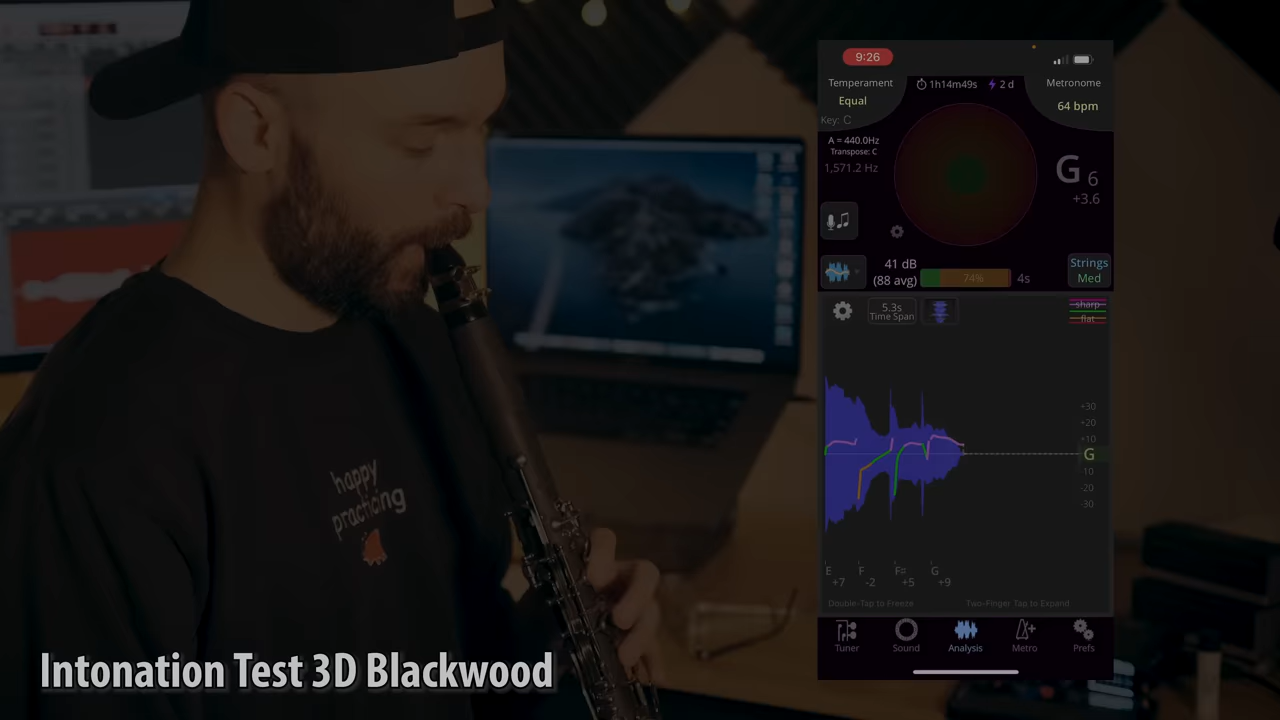 9:26
Temperament
1h14m49s
2 d
Metronome
Equal
64 bpm
Key: C
A = 440.0Hz
Transpose: C
1,571.2 Hz
G 6
+3.6
41 dB
(88 avg)
74%
4s
Strings
Med
5.3s
Time Span
sharp
flat
+30
+20
+10
G
10
-20
-30
happy
practicing
E
F
F♯
G
+7
-2
+5
+9
Double-Tap to Freeze
Two-Finger Tap to Expand
Tuner
Sound
Analysis
Metro
Prefs
Intonation Test 3D Blackwood